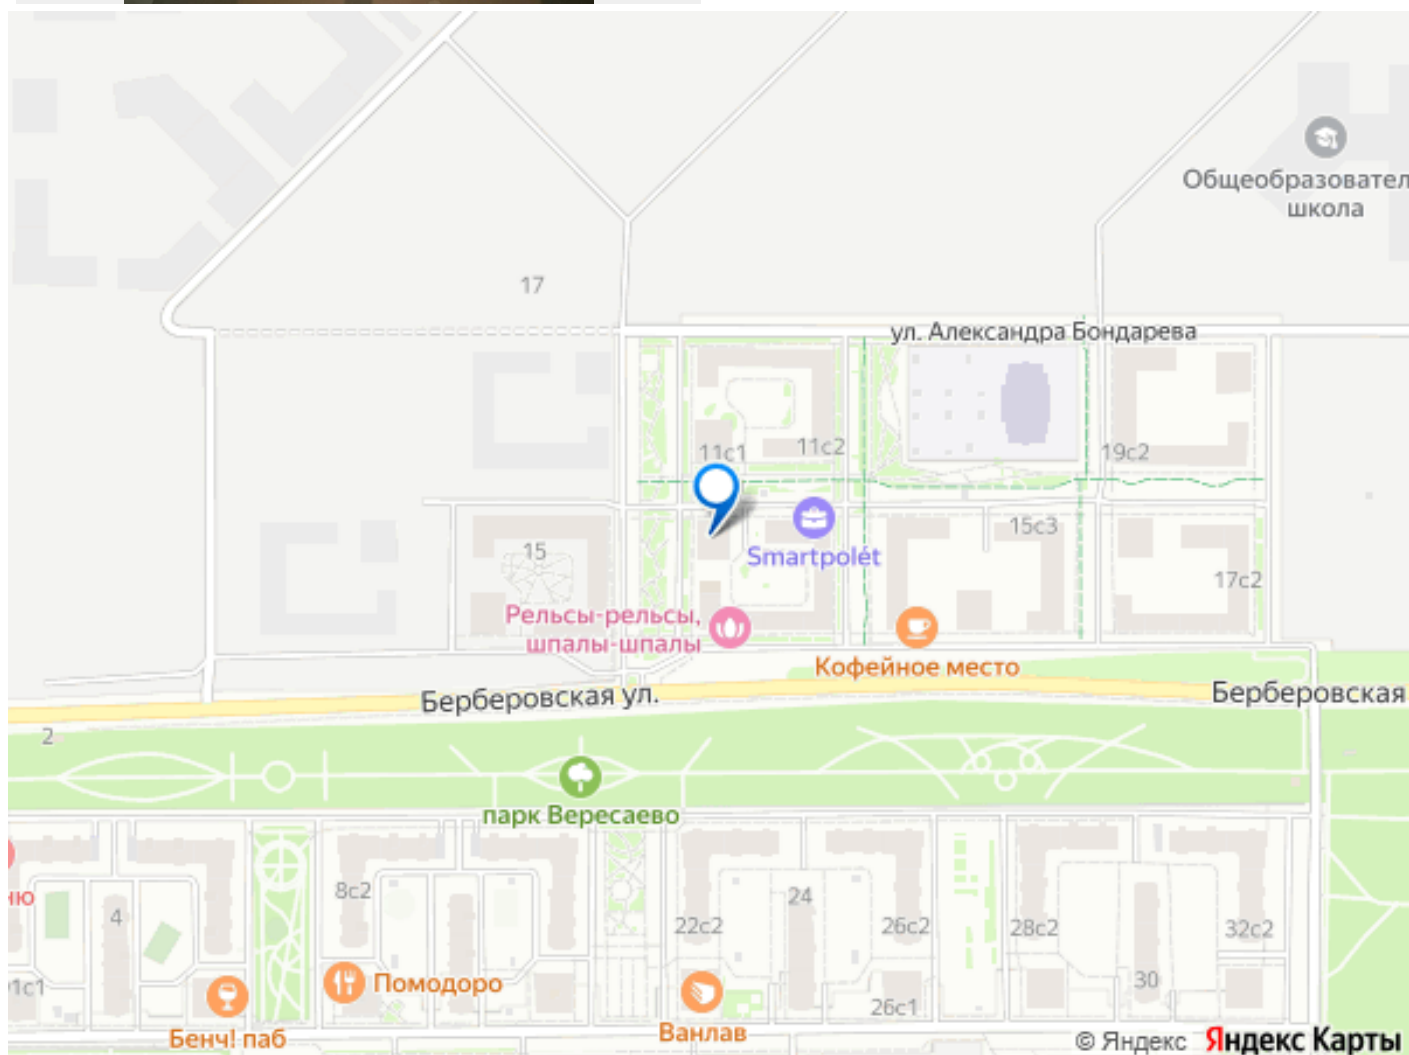 Общеобразовател
школа
17
ул. Александра Бондарева
11с1
11с2
19с2
15
Smartpolét
15с3
17с2
Рельсы-рельсы,
шпалы-шпалы
Кофейное место
Берберовская ул.
Берберовская
2
парк Вересаево
ню
4
8с2
22с2
24
26с2
28с2
32с2
1с1
Помодоро
30
26с1
Бенч! паб
Ванлав
© Яндекс Яндекс Карты